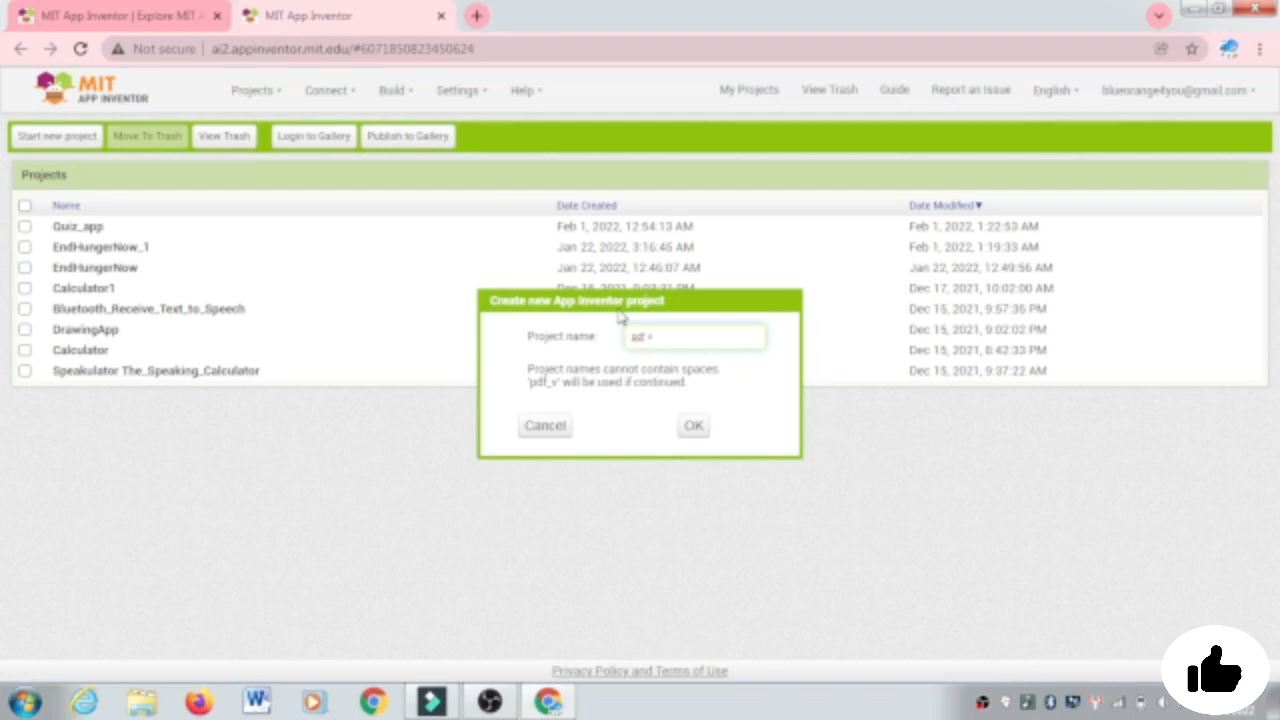 MIT App Inventor | Explore MIT A
MIT App Inventor
Not secure | ai2.appinventor.mit.edu/#6071850823450624
MIT
APP INVENTOR
Projects Connect Build Settings Help My Projects View Trash Guide Report an Issue English blueorange4you@gmail.com
Start new project Move To Trash View Trash Login to Gallery Publish to Gallery
Projects
Name Date Created Date Modified
Quiz_app Feb 1, 2022, 12:54:13 AM Feb 1, 2022, 1:22:53 AM
EndHungerNow_1 Jan 22, 2022, 3:16:45 AM Feb 1, 2022, 1:19:33 AM
EndHungerNow Jan 22, 2022, 12:46:07 AM Jan 22, 2022, 12:49:56 AM
Calculator1 Dec 17, 2021, 10:02:00 AM
Bluetooth_Receive_Text_to_Speech Dec 15, 2021, 9:57:35 PM
DrawingApp Dec 15, 2021, 9:02:02 PM
Calculator Dec 15, 2021, 8:42:33 PM
Speakulator The_Speaking_Calculator Dec 15, 2021, 9:37:22 AM
Create new App Inventor project
Project name: pdf v
Project names cannot contain spaces.
'pdf_v' will be used if continued.
Cancel OK
Privacy Policy and Terms of Use